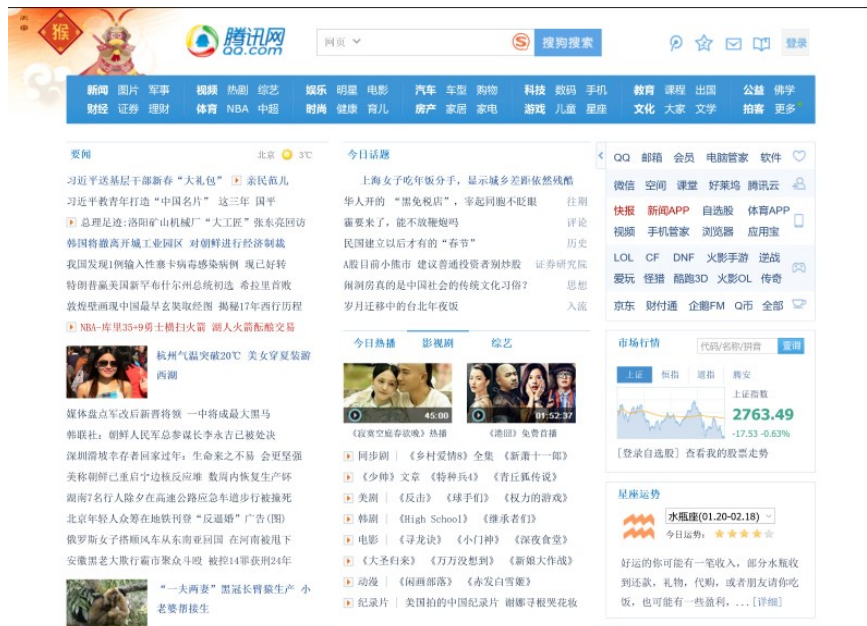 猴
腾讯网
QQ.com
网页
搜狗搜索
登录
新闻 图片 军事 视频 热剧 综艺 娱乐 明星 电影 汽车 车型 购物 科技 数码 手机 教育 课程 出国 公益 佛学
财经 证券 理财 体育 NBA 中超 时尚 健康 育儿 房产 家居 家电 游戏 儿童 星座 文化 大家 文学 拍客 更多
要闻 北京 3℃
习近平送基层干部新春“大礼包” 亲民范儿
习近平教青年打造“中国名片” 这三年 国平
总理足迹:洛阳矿山机械厂“大工匠”张东亮回访
韩国将撤离开城工业园区 对朝鲜进行经济制裁
我国发现1例输入性寨卡病毒感染病例 现已好转
特朗普赢美国新罕布什尔州总统初选 希拉里首败
敦煌壁画现中国最早玄奘取经图 揭秘17年西行历程
NBA-库里35+9勇士横扫火箭 湖人火箭酝酿交易
杭州气温突破20℃ 美女穿夏装游
西湖
媒体盘点军改后新晋将领 一中将成最大黑马
韩联社：朝鲜人民军总参谋长李永吉已被处决
深圳滑坡幸存者回家过年：生命来之不易 会更坚强
美称朝鲜已重启宁边核反应堆 数周内恢复生产钚
湖南7名行人除夕在高速公路应急车道步行被撞死
北京年轻人众筹在地铁刊登“反逼婚”广告(图)
俄罗斯女子搭顺风车从东南亚回国 在河南被甩下
安徽黑老大欺行霸市聚众斗殴 被控14罪获刑24年
“一夫两妻”黑冠长臂猿生产 小
老婆帮接生
今日话题
上海女子吃年饭分手，显示城乡差距依然残酷
华人开的“黑免税店”，宰起同胞不眨眼 往期
霾要来了，能不放鞭炮吗 评论
民国建立以后才有的“春节” 历史
A股目前小熊市 建议普通投资者别炒股 证券研究院
闹洞房真的是中国社会的传统文化习俗？ 思想
岁月迁移中的台北年夜饭 入流
今日热播 影视剧 综艺
45:00
01:52:37
《寂寞空庭春欲晚》热播
《港囧》免费首播
同步剧 《乡村爱情8》全集 《新萧十一郎》
《少帅》文章 《特种兵4》 《青丘狐传说》
美剧 《反击》 《球手们》 《权力的游戏》
韩剧 《High School》 《继承者们》
电影 《寻龙诀》 《小门神》 《深夜食堂》
《大圣归来》 《万万没想到》 《新娘大作战》
动漫 《闲画部落》 《赤发白雪姬》
纪录片 美国拍的中国纪录片 谢娜寻根哭花妆
QQ 邮箱 会员 电脑管家 软件
微信 空间 课堂 好莱坞 腾讯云
快报 新闻APP 自选股 体育APP
视频 手机管家 浏览器 应用宝
LOL CF DNF 火影手游 逆战
爱玩 怪猎 酷跑3D 火影OL 传奇
京东 财付通 企鹅FM Q币 全部
市场行情 代码/名称/拼音 查询
上证 恒指 道指 腾安
上证指数
2763.49
-17.53 -0.63%
[登录自选股] 查看我的股票走势
星座运势
水瓶座(01.20-02.18)
今日运势：
好运的你可能有一笔收入，部分水瓶收
到还款，礼物，代购，或者朋友请你吃
饭，也可能有一些盈利，...[详细]